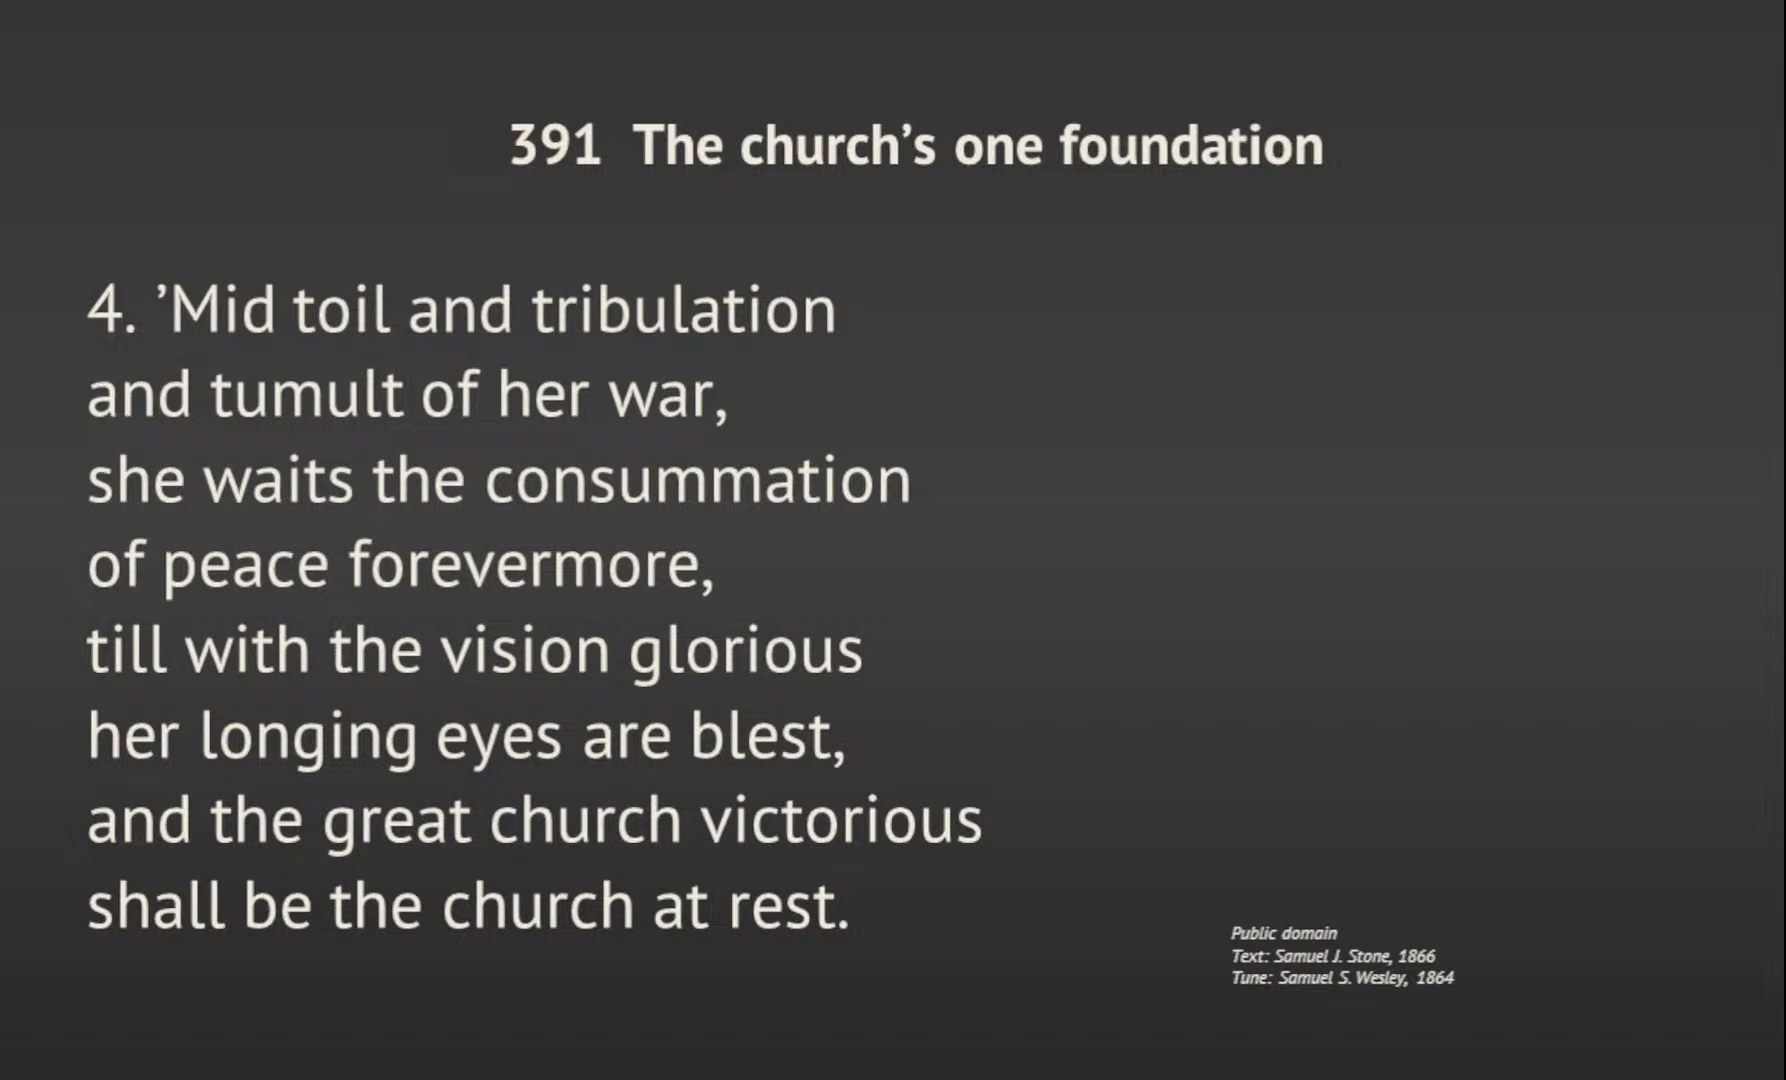 391 The church’s one foundation
4. ’Mid toil and tribulation
and tumult of her war,
she waits the consummation
of peace forevermore,
till with the vision glorious
her longing eyes are blest,
and the great church victorious
shall be the church at rest.
Public domain
Text: Samuel J. Stone, 1866
Tune: Samuel S. Wesley, 1864